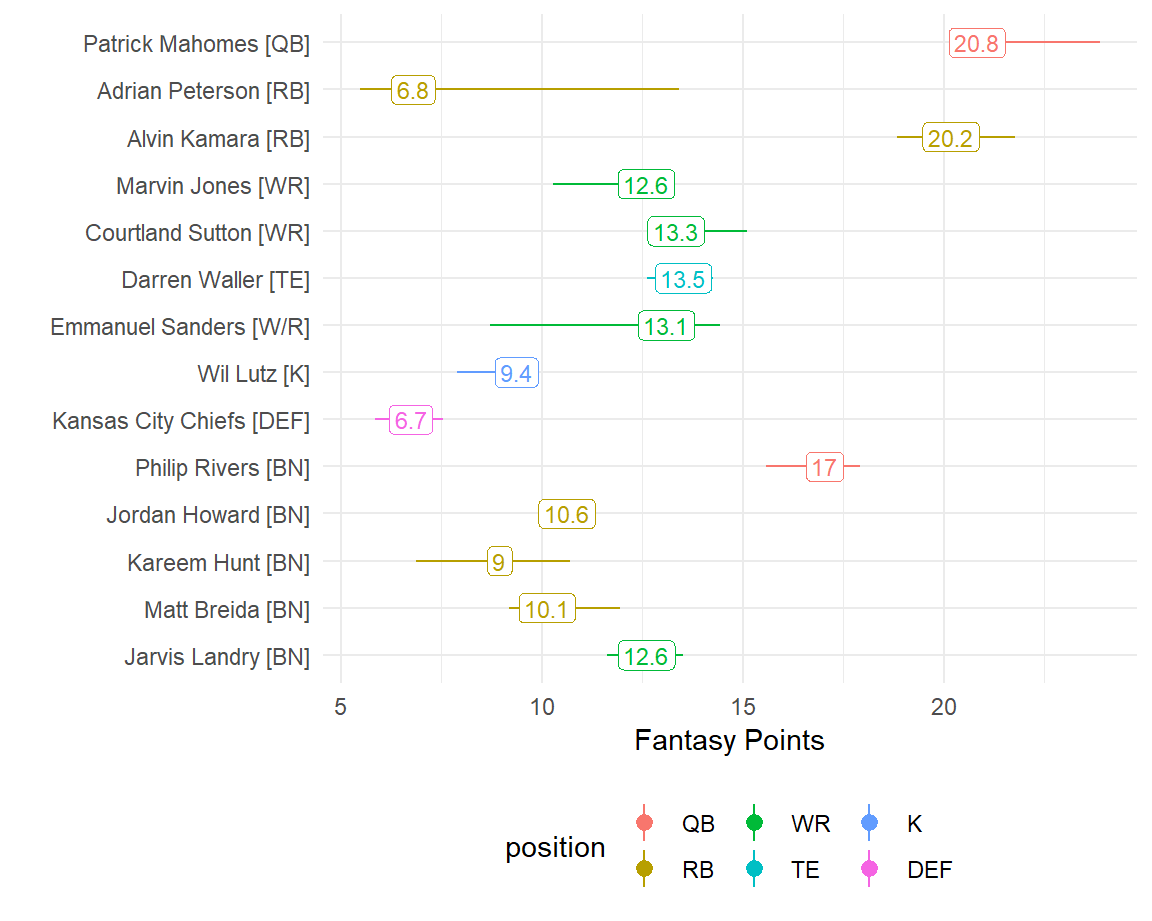 Patrick Mahomes [QB] 20.8
Adrian Peterson [RB] 6.8
Alvin Kamara [RB] 20.2
Marvin Jones [WR] 12.6
Courtland Sutton [WR] 13.3
Darren Waller [TE] 13.5
Emmanuel Sanders [W/R] 13.1
Wil Lutz [K] 9.4
Kansas City Chiefs [DEF] 6.7
Philip Rivers [BN] 17
Jordan Howard [BN] 10.6
Kareem Hunt [BN] 9
Matt Breida [BN] 10.1
Jarvis Landry [BN] 12.6
5 10 15 20
Fantasy Points
position
QB WR K
RB TE DEF